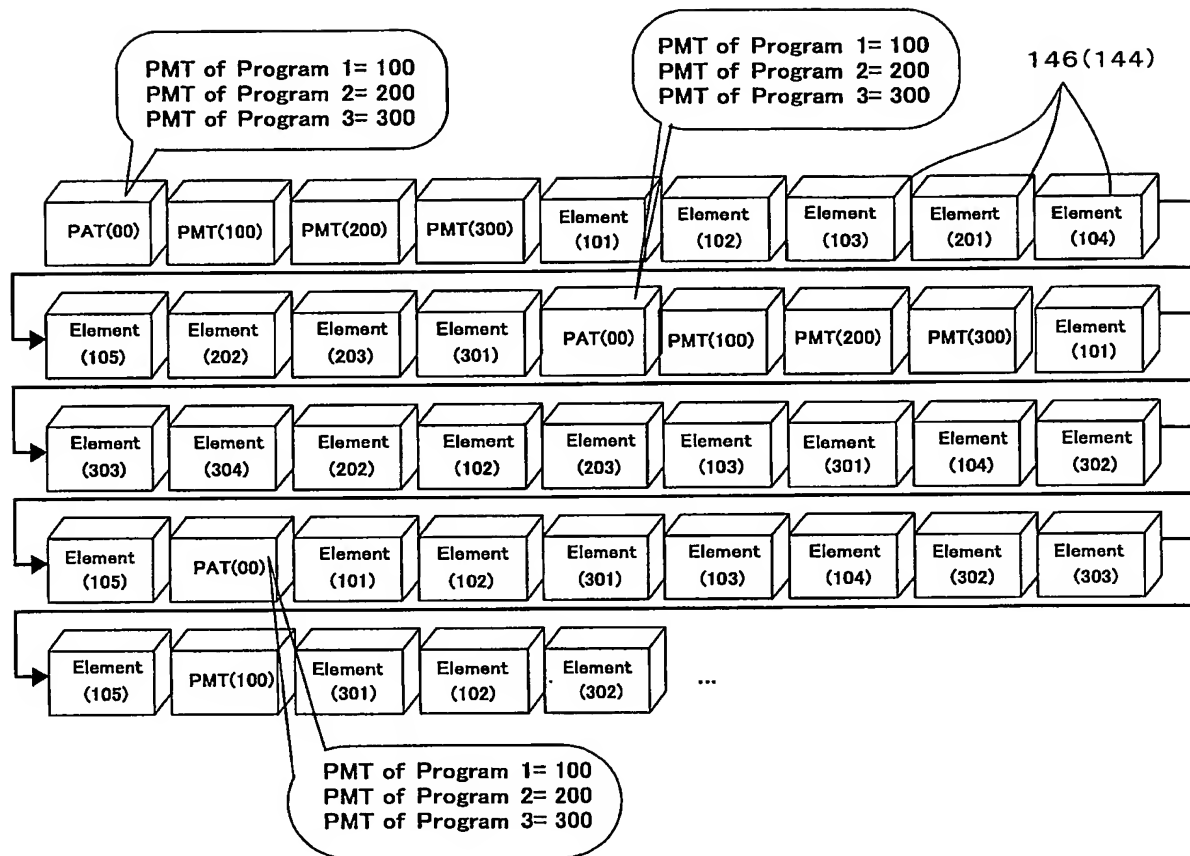 PMT of Program 1= 100
PMT of Program 2= 200
PMT of Program 3= 300
PMT of Program 1= 100
PMT of Program 2= 200
PMT of Program 3= 300
146(144)
PAT(00)
PMT(100)
PMT(200)
PMT(300)
Element
(101)
Element
(102)
Element
(103)
Element
(201)
Element
(104)
Element
(105)
Element
(202)
Element
(203)
Element
(301)
PAT(00)
PMT(100)
PMT(200)
PMT(300)
Element
(101)
Element
(303)
Element
(304)
Element
(202)
Element
(102)
Element
(203)
Element
(103)
Element
(301)
Element
(104)
Element
(302)
Element
(105)
PAT(00)
Element
(101)
Element
(102)
Element
(301)
Element
(103)
Element
(104)
Element
(302)
Element
(303)
Element
(105)
PMT(100)
Element
(301)
Element
(102)
Element
(302)
...
PMT of Program 1= 100
PMT of Program 2= 200
PMT of Program 3= 300